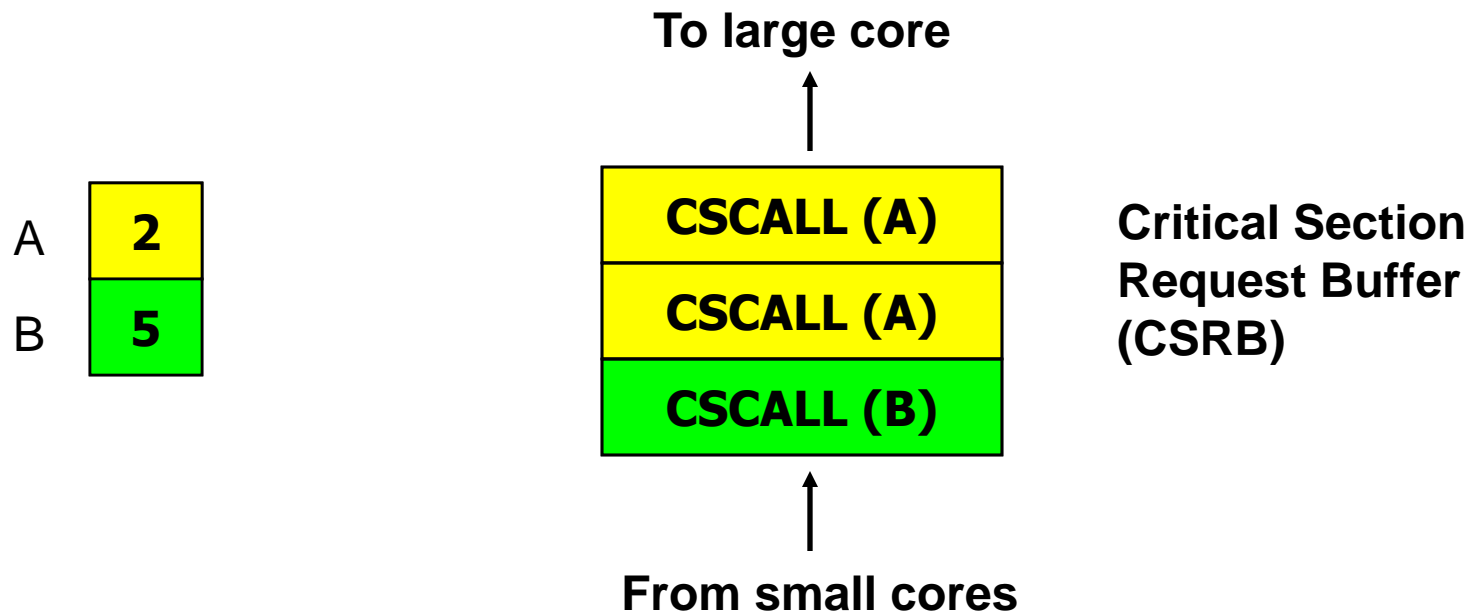 To large core
A
2
B
5
CSCALL (A)
CSCALL (A)
CSCALL (B)
Critical Section
Request Buffer
(CSRB)
From small cores